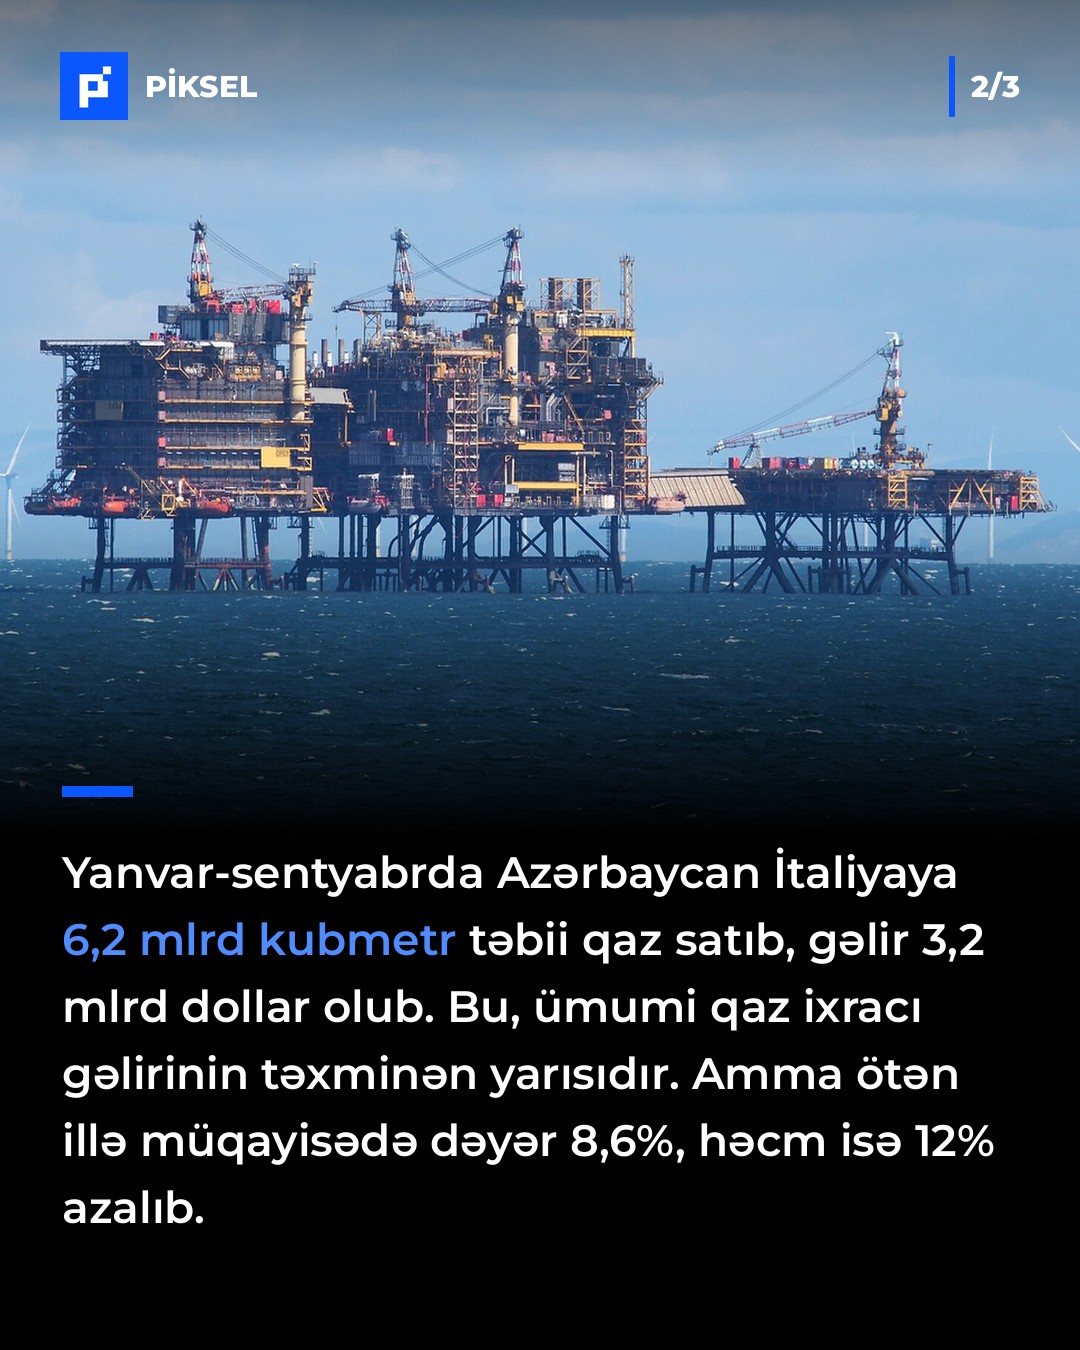 PİKSEL
2/3
Yanvar-sentyabrda Azərbaycan İtaliyaya
6,2 mlrd kubmetr təbii qaz satıb, gəlir 3,2
mlrd dollar olub. Bu, ümumi qaz ixracı
gəlirinin təxminən yarısıdır. Amma ötən
illə müqayisədə dəyər 8,6%, həcm isə 12%
azalıb.